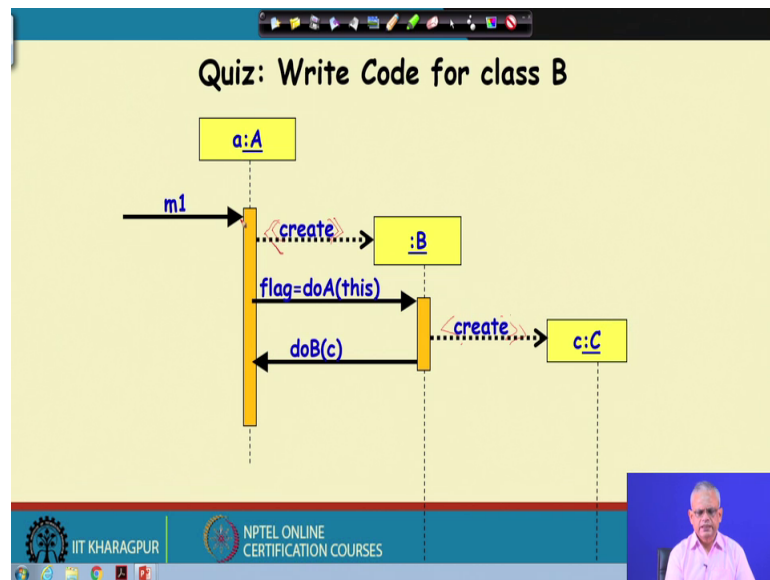 Quiz: Write Code for class B
a:A
m1
create
:B
flag=doA(this)
create
c:C
doB(c)
IIT KHARAGPUR
NPTEL ONLINE
CERTIFICATION COURSES